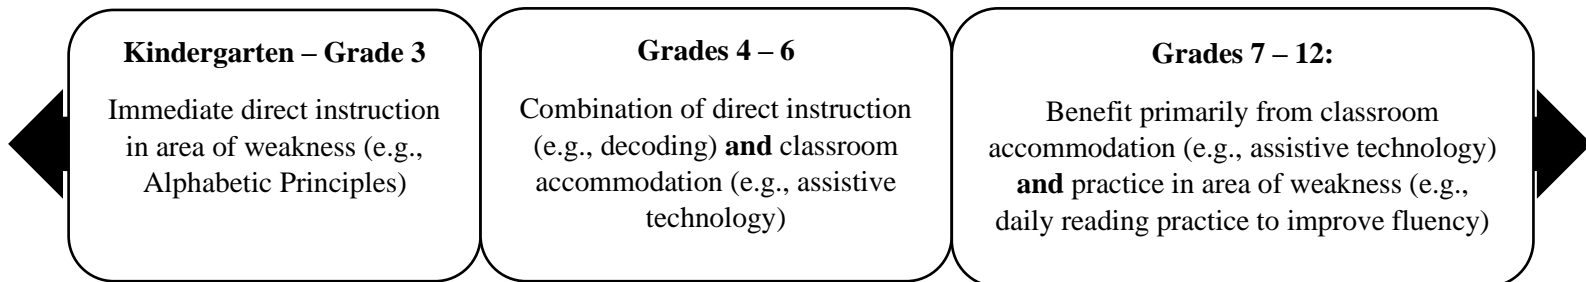 Kindergarten – Grade 3
Immediate direct instruction
in area of weakness (e.g.,
Alphabetic Principles)
Grades 4 – 6
Combination of direct instruction
(e.g., decoding) and classroom
accommodation (e.g., assistive
technology)
Grades 7 – 12:
Benefit primarily from classroom
accommodation (e.g., assistive technology)
and practice in area of weakness (e.g.,
daily reading practice to improve fluency)